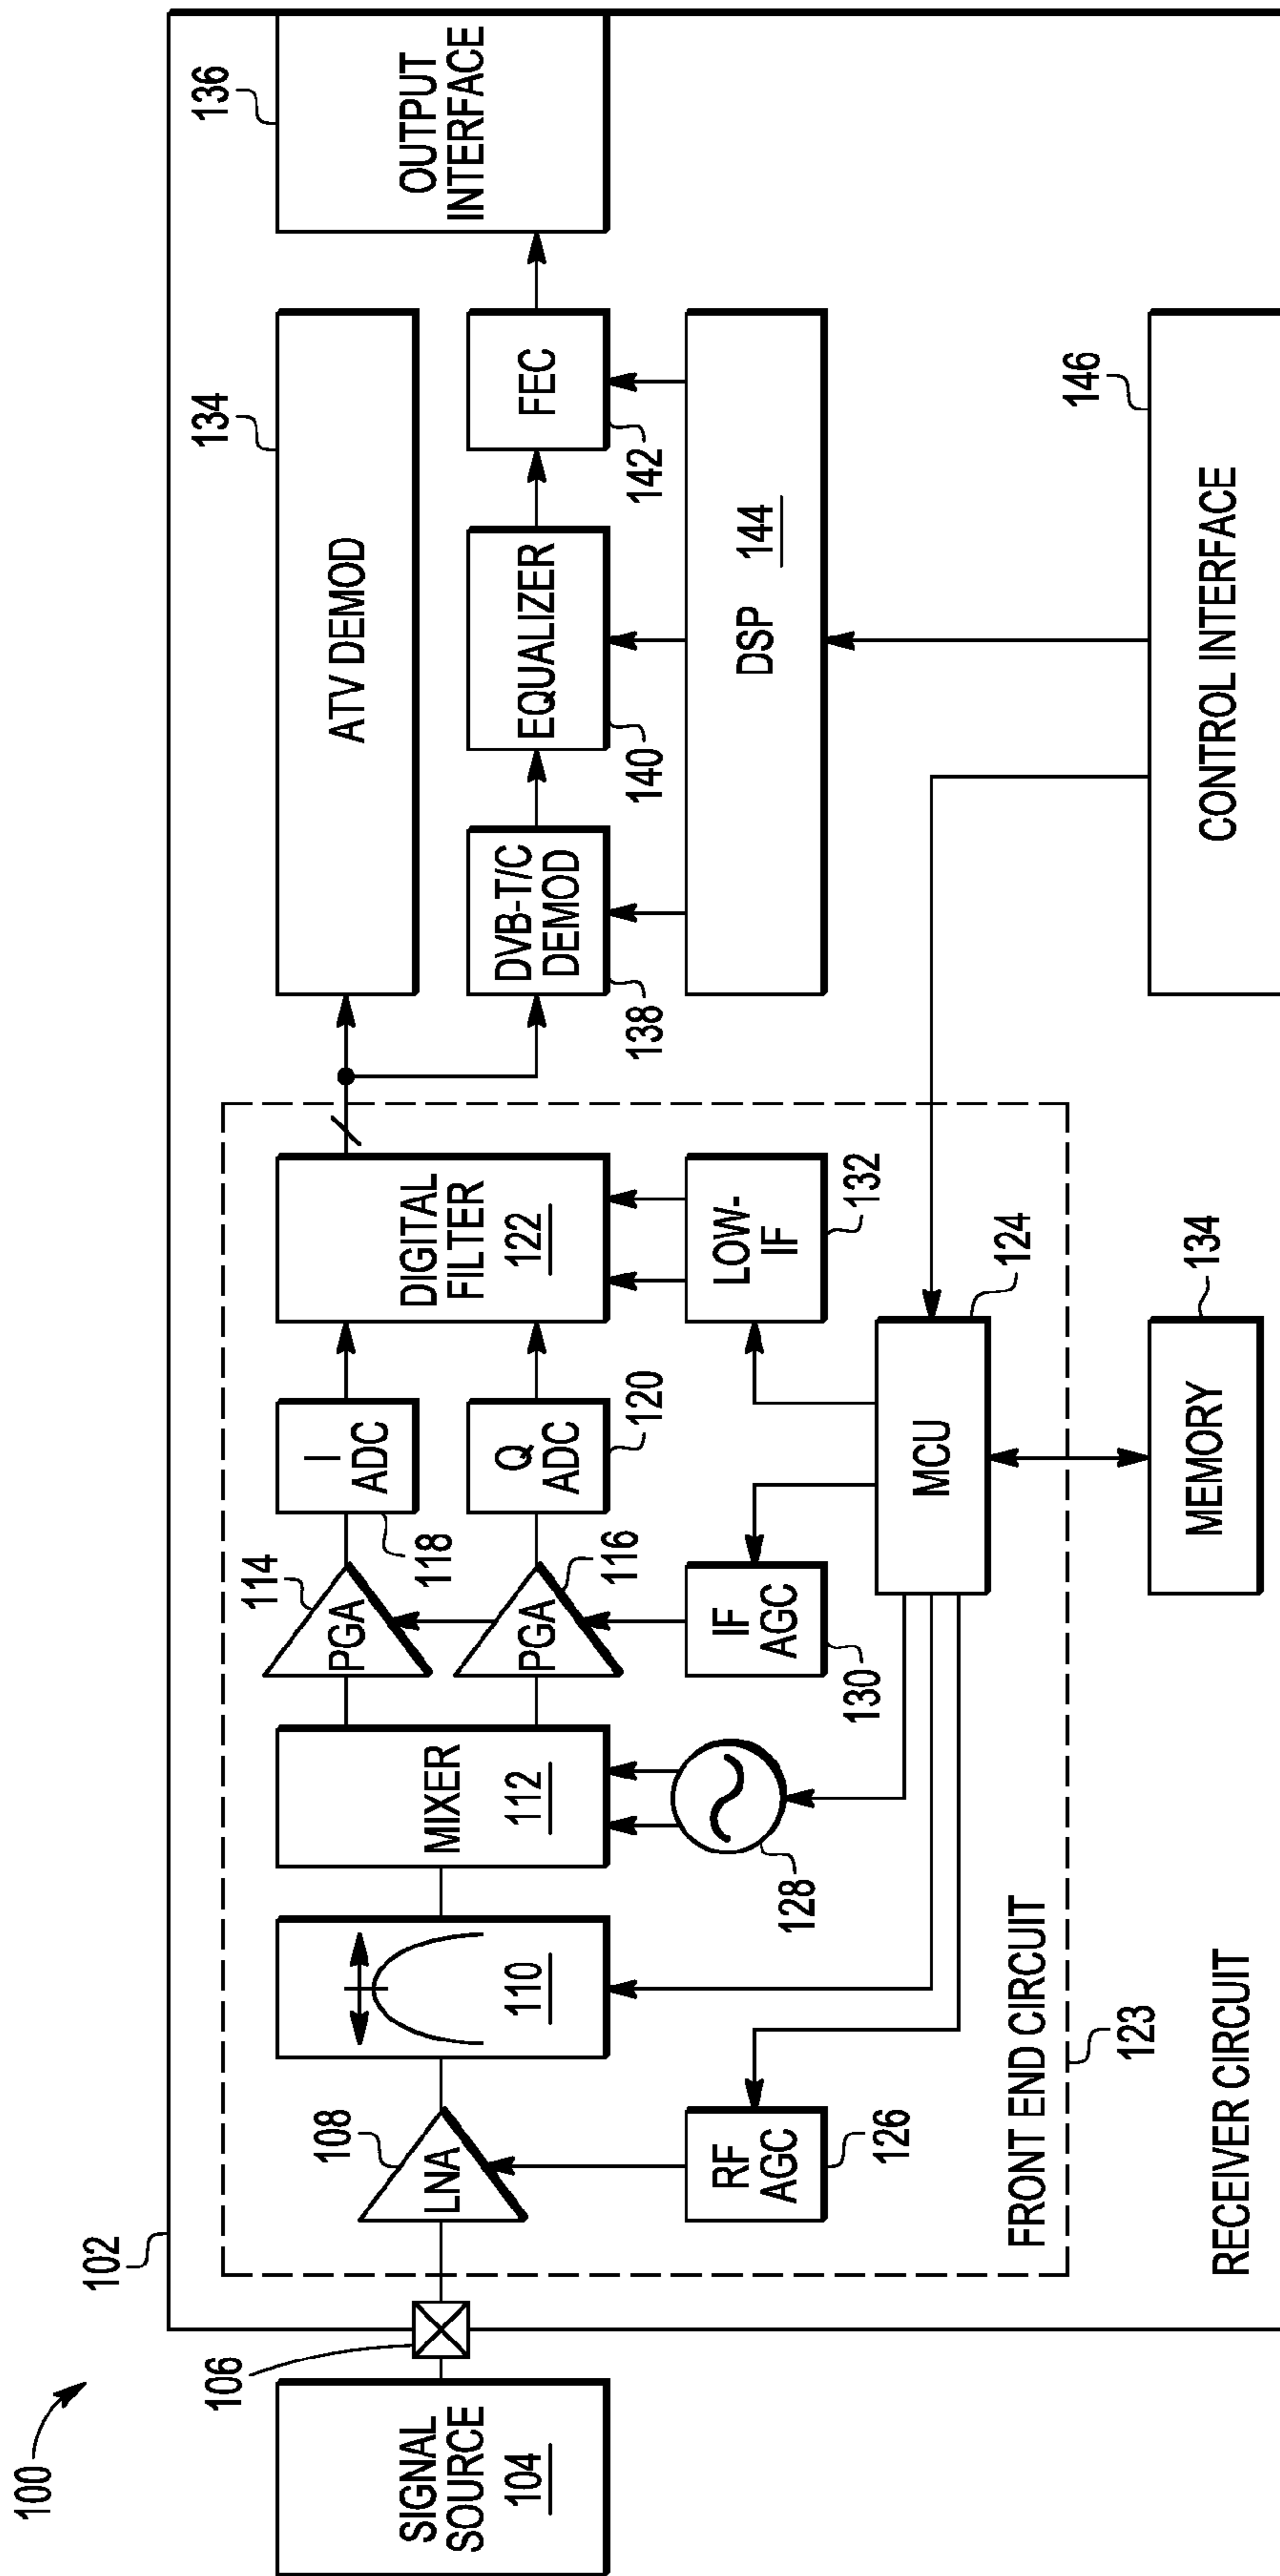 100
102
SIGNAL
SOURCE
104
106
108
LNA
110
MIXER
112
114
PGA
PGA
116
I
ADC
118
Q
ADC
120
DIGITAL
FILTER
122
RF
AGC
126
128
IF
AGC
130
LOW-
IF
132
MCU
124
FRONT END CIRCUIT
123
RECEIVER CIRCUIT
MEMORY
134
134
ATV DEMOD
DVB-T/C
DEMOD
138
EQUALIZER
140
FEC
142
136
OUTPUT
INTERFACE
DSP 144
146
CONTROL INTERFACE